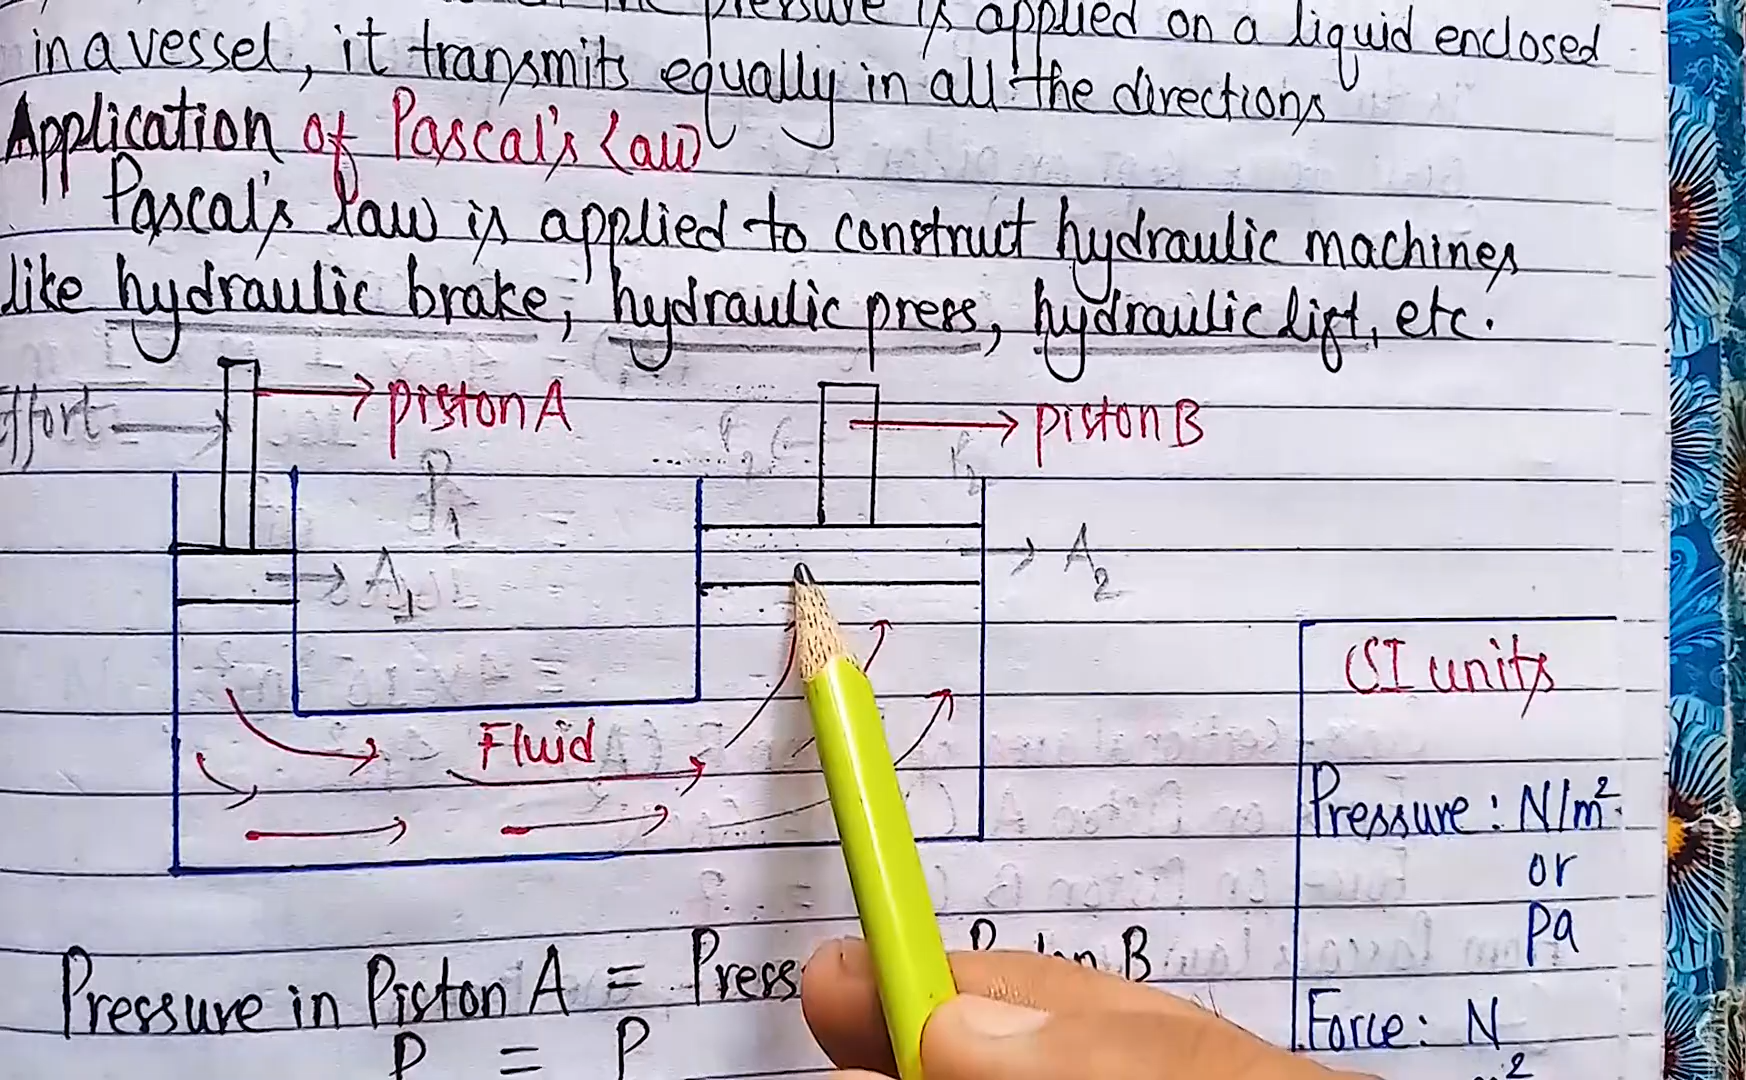 pressure is applied on a liquid enclosed
in a vessel, it transmits equally in all the directions
Application of Pascal's Law
Pascal's law is applied to construct hydraulic machines
like hydraulic brake, hydraulic press, hydraulic lift, etc.
Effort
piston A
piston B
A1
A2
Fluid
SI units
Pressure: N/m²
or
pa
Force: N
Pressure in Piston A = Press Piston B
P = P